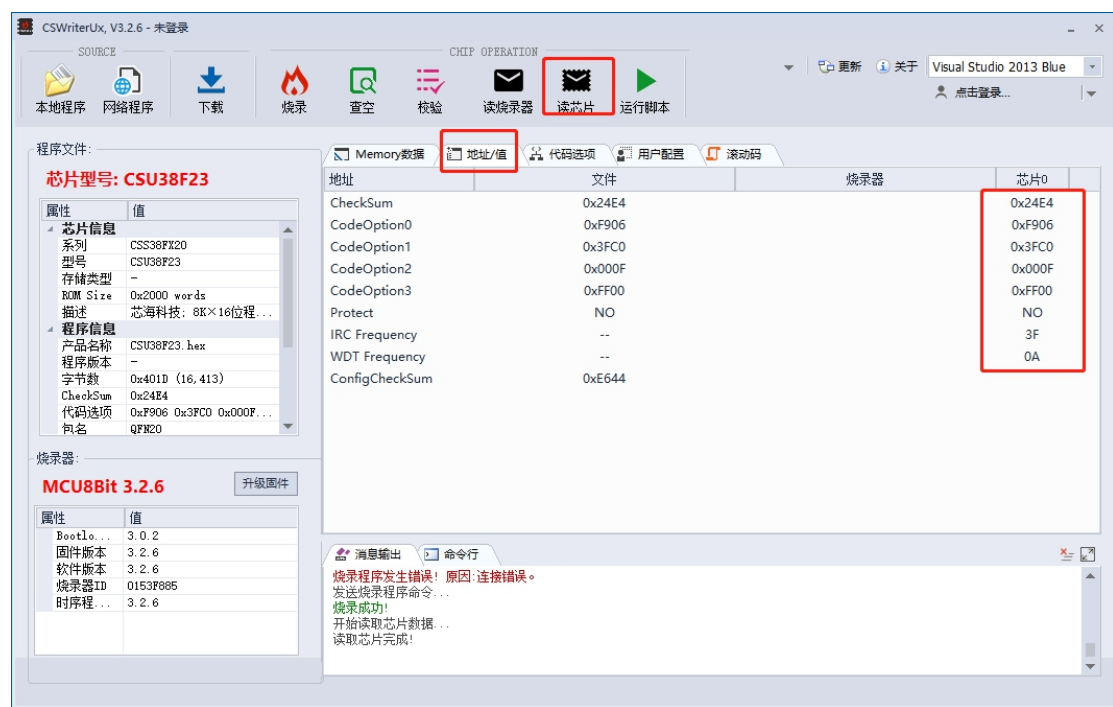 CSWriterUx, V3.2.6 - 未登录
SOURCE
CHIP OPERATION
本地程序 网络程序 下载 烧录 查空 校验 读烧录器 读芯片 运行脚本
更新 关于 Visual Studio 2013 Blue
点击登录...
程序文件:
芯片型号: CSU38F23
属性 值
芯片信息
系列 CSS38FX20
型号 CSU38F23
存储类型 -
ROM Size 0x2000 words
描述 芯海科技; 8K×16位程...
程序信息
产品名称 CSU38F23.hex
程序版本 -
字节数 0x401D (16,413)
CheckSum 0x24E4
代码选项 0xF906 0x3FC0 0x000F...
包名 QFN20
Memory数据 地址/值 代码选项 用户配置 滚动码
地址 文件 烧录器 芯片0
CheckSum 0x24E4 0x24E4
CodeOption0 0xF906 0xF906
CodeOption1 0x3FC0 0x3FC0
CodeOption2 0x000F 0x000F
CodeOption3 0xFF00 0xFF00
Protect NO NO
IRC Frequency -- 3F
WDT Frequency -- 0A
ConfigCheckSum 0xE644
烧录器:
MCU8Bit 3.2.6 升级固件
属性 值
Bootlo... 3.0.2
固件版本 3.2.6
软件版本 3.2.6
烧录器ID 0153F885
时序程... 3.2.6
消息输出 命令行
烧录程序发生错误! 原因:连接错误。
发送烧录程序命令...
烧录成功!
开始读取芯片数据...
读取芯片完成!